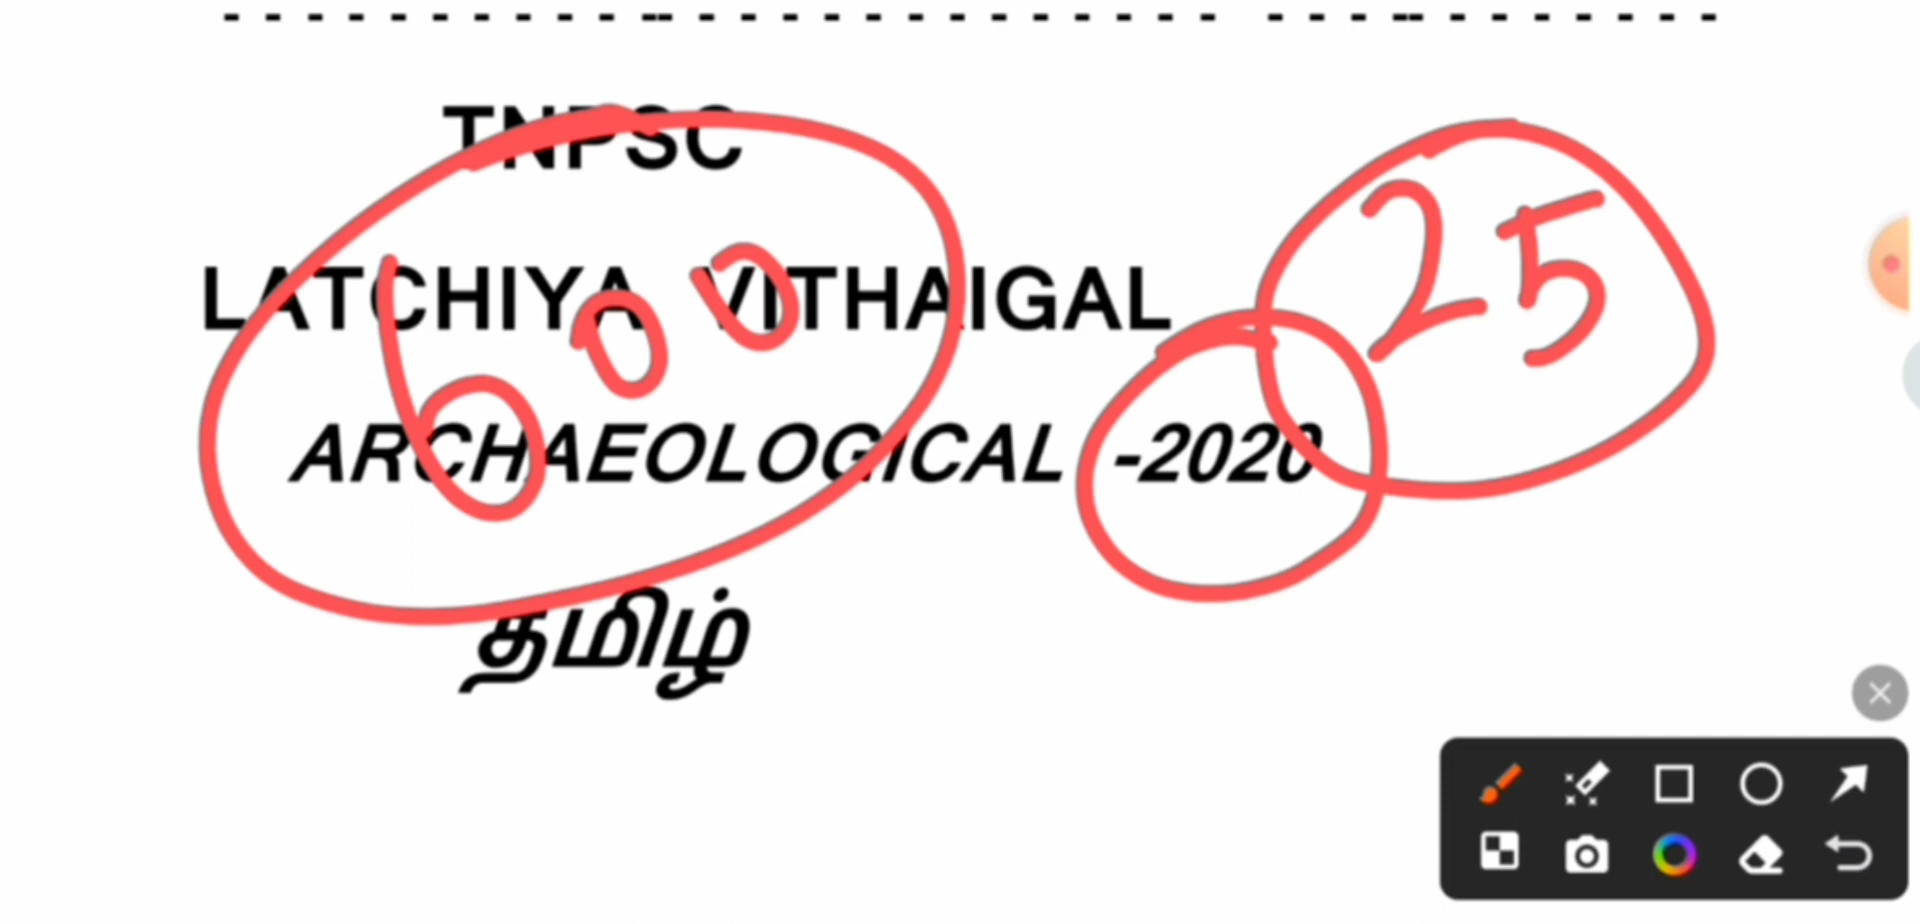 TNPSC
25
LATCHIYA VITHAIGAL
600
ARCHAEOLOGICAL -2020
தமிழ்